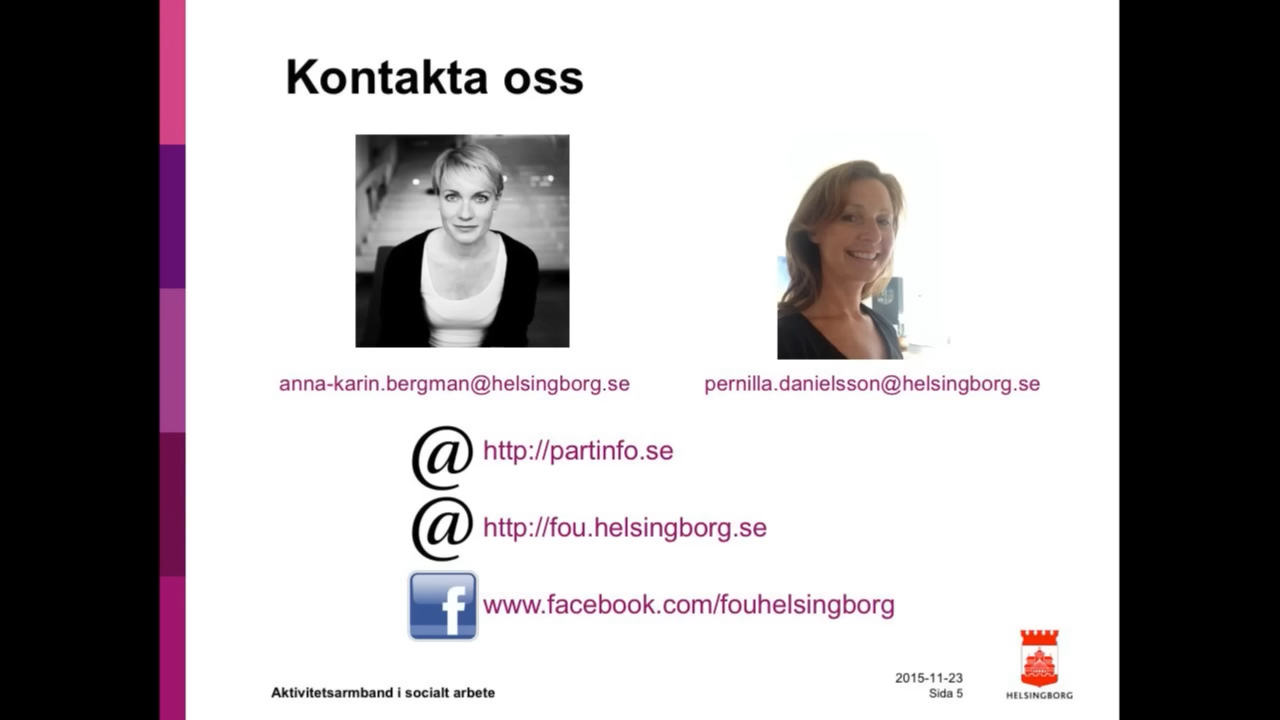 Kontakta oss
anna-karin.bergman@helsingborg.se
pernilla.danielsson@helsingborg.se
@ http://partinfo.se
@ http://fou.helsingborg.se
f www.facebook.com/fouhelsingborg
2015-11-23
Aktivitetsarmband i socialt arbete
Sida 5
HELSINGBORG